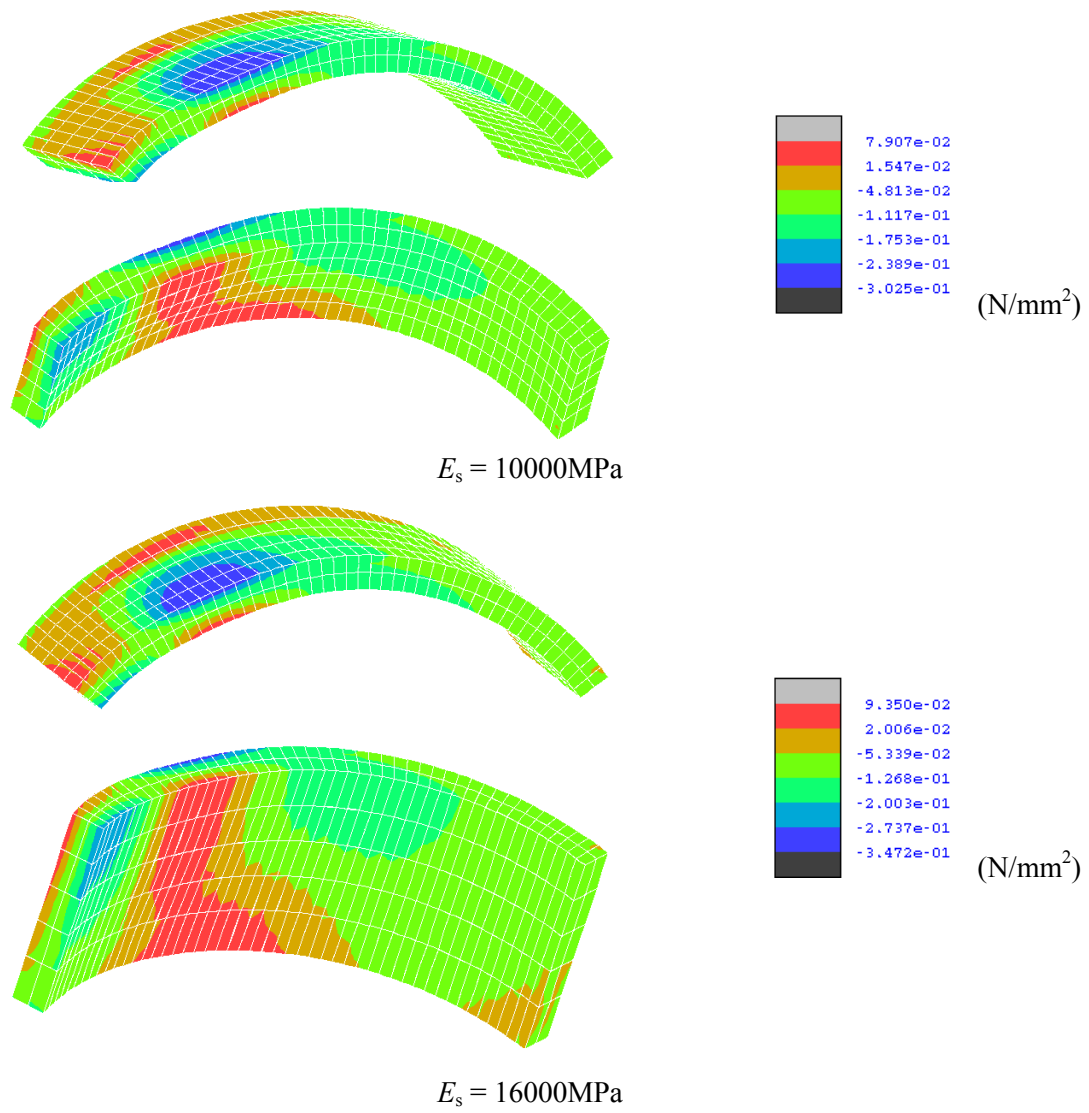 7.907e-02
1.547e-02
-4.813e-02
-1.117e-01
-1.753e-01
-2.389e-01
-3.025e-01
(N/mm²)
Eₛ = 10000MPa
9.350e-02
2.006e-02
-5.339e-02
-1.268e-01
-2.003e-01
-2.737e-01
-3.472e-01
(N/mm²)
Eₛ = 16000MPa